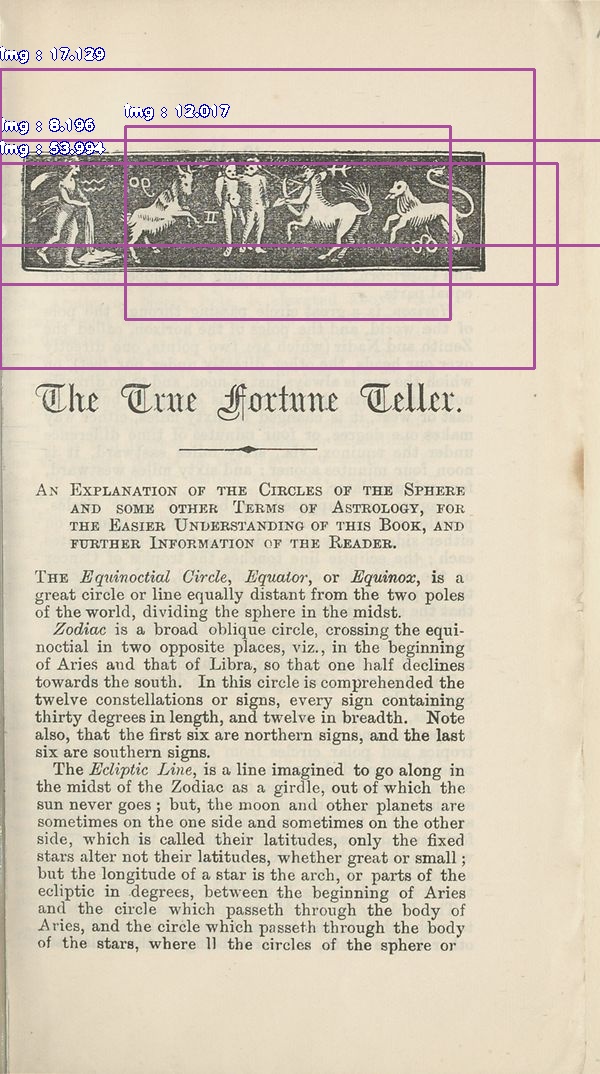 img : 17.129
img : 12.017
img : 8.196
img : 53.994
The True Fortune Teller.
An Explanation of the Circles of the Sphere
and some other Terms of Astrology, for
the Easier Understanding of this Book, and
further Information of the Reader.
The Equinoctial Circle, Equator, or Equinox, is a
great circle or line equally distant from the two poles
of the world, dividing the sphere in the midst.
Zodiac is a broad oblique circle, crossing the equi-
noctial in two opposite places, viz., in the beginning
of Aries and that of Libra, so that one half declines
towards the south. In this circle is comprehended the
twelve constellations or signs, every sign containing
thirty degrees in length, and twelve in breadth. Note
also, that the first six are northern signs, and the last
six are southern signs.
The Ecliptic Line, is a line imagined to go along in
the midst of the Zodiac as a girdle, out of which the
sun never goes ; but, the moon and other planets are
sometimes on the one side and sometimes on the other
side, which is called their latitudes, only the fixed
stars alter not their latitudes, whether great or small ;
but the longitude of a star is the arch, or parts of the
ecliptic in degrees, between the beginning of Aries
and the circle which passeth through the body of
Aries, and the circle which passeth through the body
of the stars, where ll the circles of the sphere or